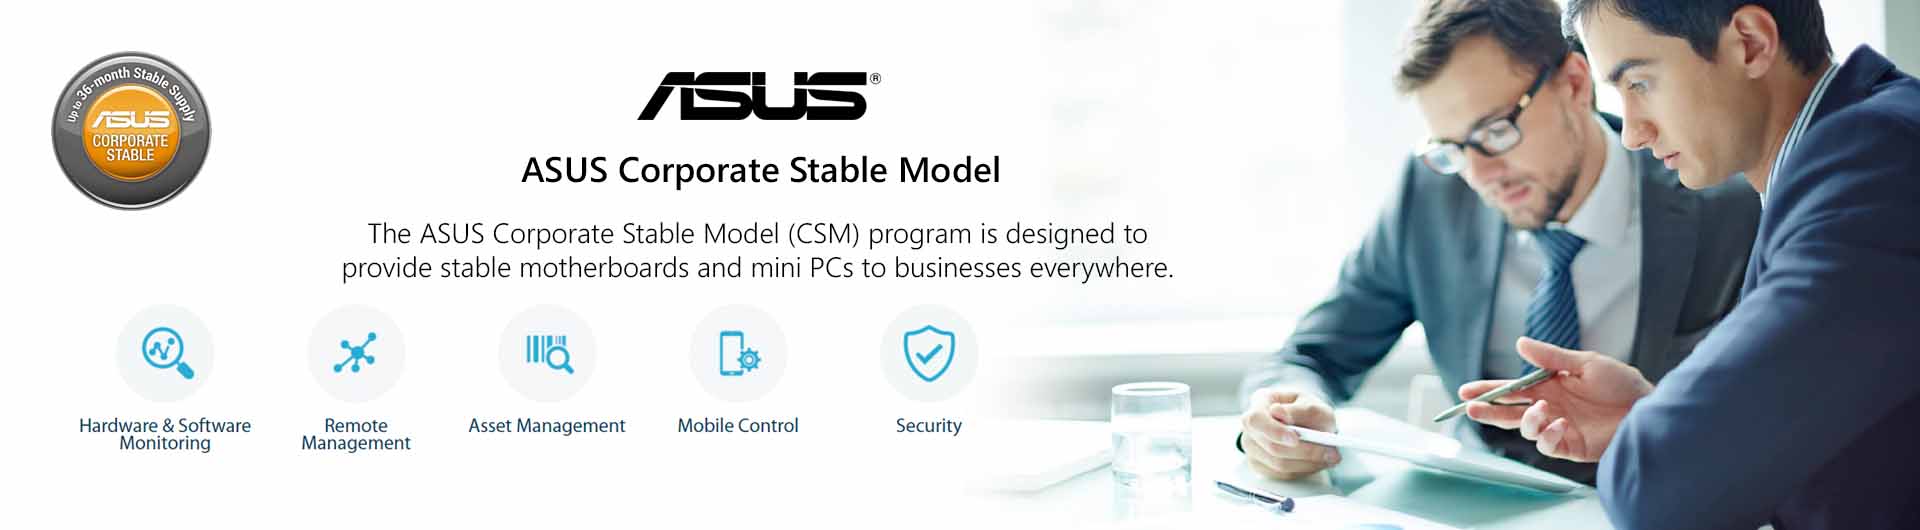 Up to 36-month Stable Supply
ASUS
CORPORATE
STABLE
ASUS®
ASUS Corporate Stable Model
The ASUS Corporate Stable Model (CSM) program is designed to
provide stable motherboards and mini PCs to businesses everywhere.
Hardware & Software
Monitoring
Remote
Management
Asset Management
Mobile Control
Security